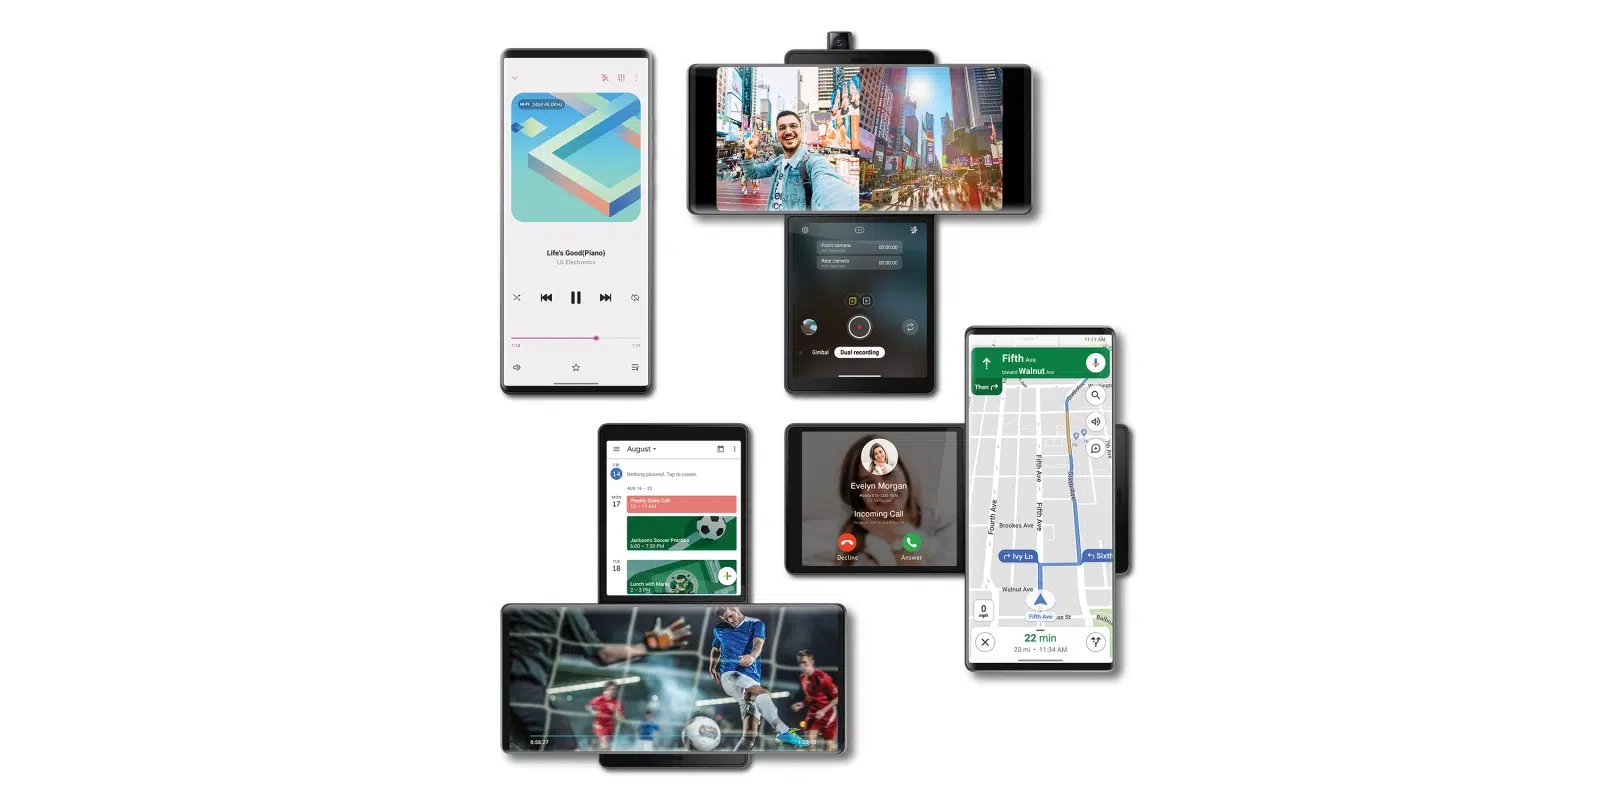 HI-FI 24bit 48.0KHz
Life's Good(Piano)
LG Electronics
1:10
Front camera
00:00:00
Rear camera
00:00:00
Gimbal
Dual recording
August
FRI
14
Nothing planned. Tap to create.
AUG 16 – 22
MON
17
Weekly Sales Call
10 – 11 AM
Jackson's Soccer Practice
6:00 – 7:30 PM
TUE
18
Lunch with Maria
2 – 3 PM
0:55:27
Evelyn Morgan
Incoming Call
Decline
Answer
11:11 AM
Fifth Ave
toward Walnut Ave
Then
Fifth Ave
Fifth Ave
Sixth Ave
Fourth Ave
Brookes Ave
Ivy Ln
Sixth
Walnut Ave
Fifth Ave
0
mph
22 min
20 mi • 11:34 AM